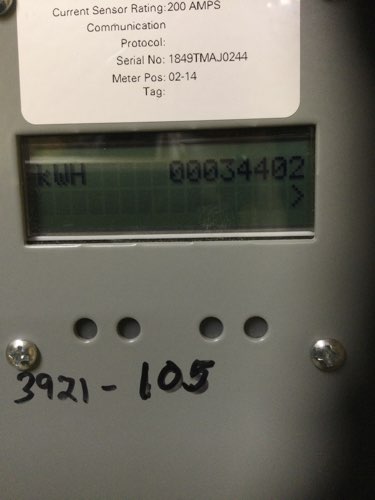 Current Sensor Rating: 200 AMPS
Communication
Protocol:
Serial No: 1849TMAJ0244
Meter Pos: 02-14
Tag:
kWH 00034402
>
3921-105